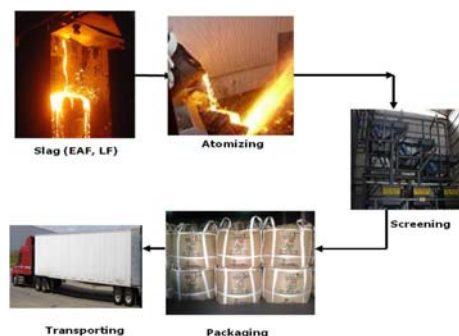 Slag (EAF, LF)
Atomizing
Screening
Packaging
Transporting